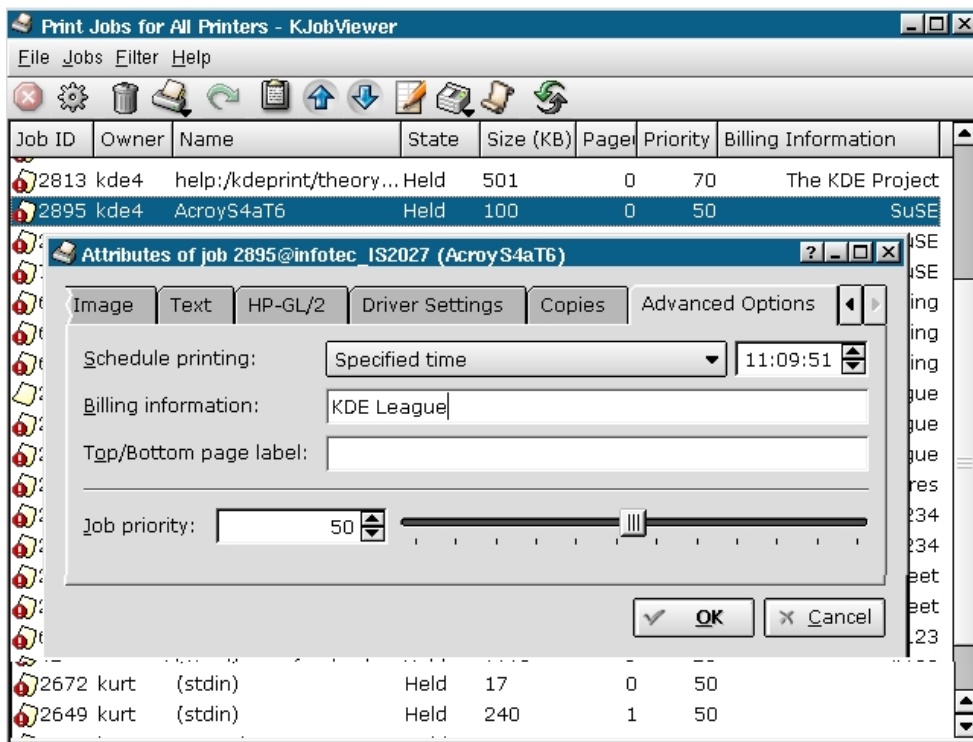 Print Jobs for All Printers - KJobViewer
File Jobs Filter Help
Job ID Owner Name State Size (KB) Page Priority Billing Information
2813 kde4 help:/kdeprint/theory... Held 501 0 70 The KDE Project
2895 kde4 AcroyS4aT6 Held 100 0 50 SuSE
Attributes of job 2895@infotec_IS2027 (AcroyS4aT6)
Image Text HP-GL/2 Driver Settings Copies Advanced Options
Schedule printing: Specified time 11:09:51
Billing information: KDE League
Top/Bottom page label:
Job priority: 50
OK Cancel
2672 kurt (stdin) Held 17 0 50
2649 kurt (stdin) Held 240 1 50